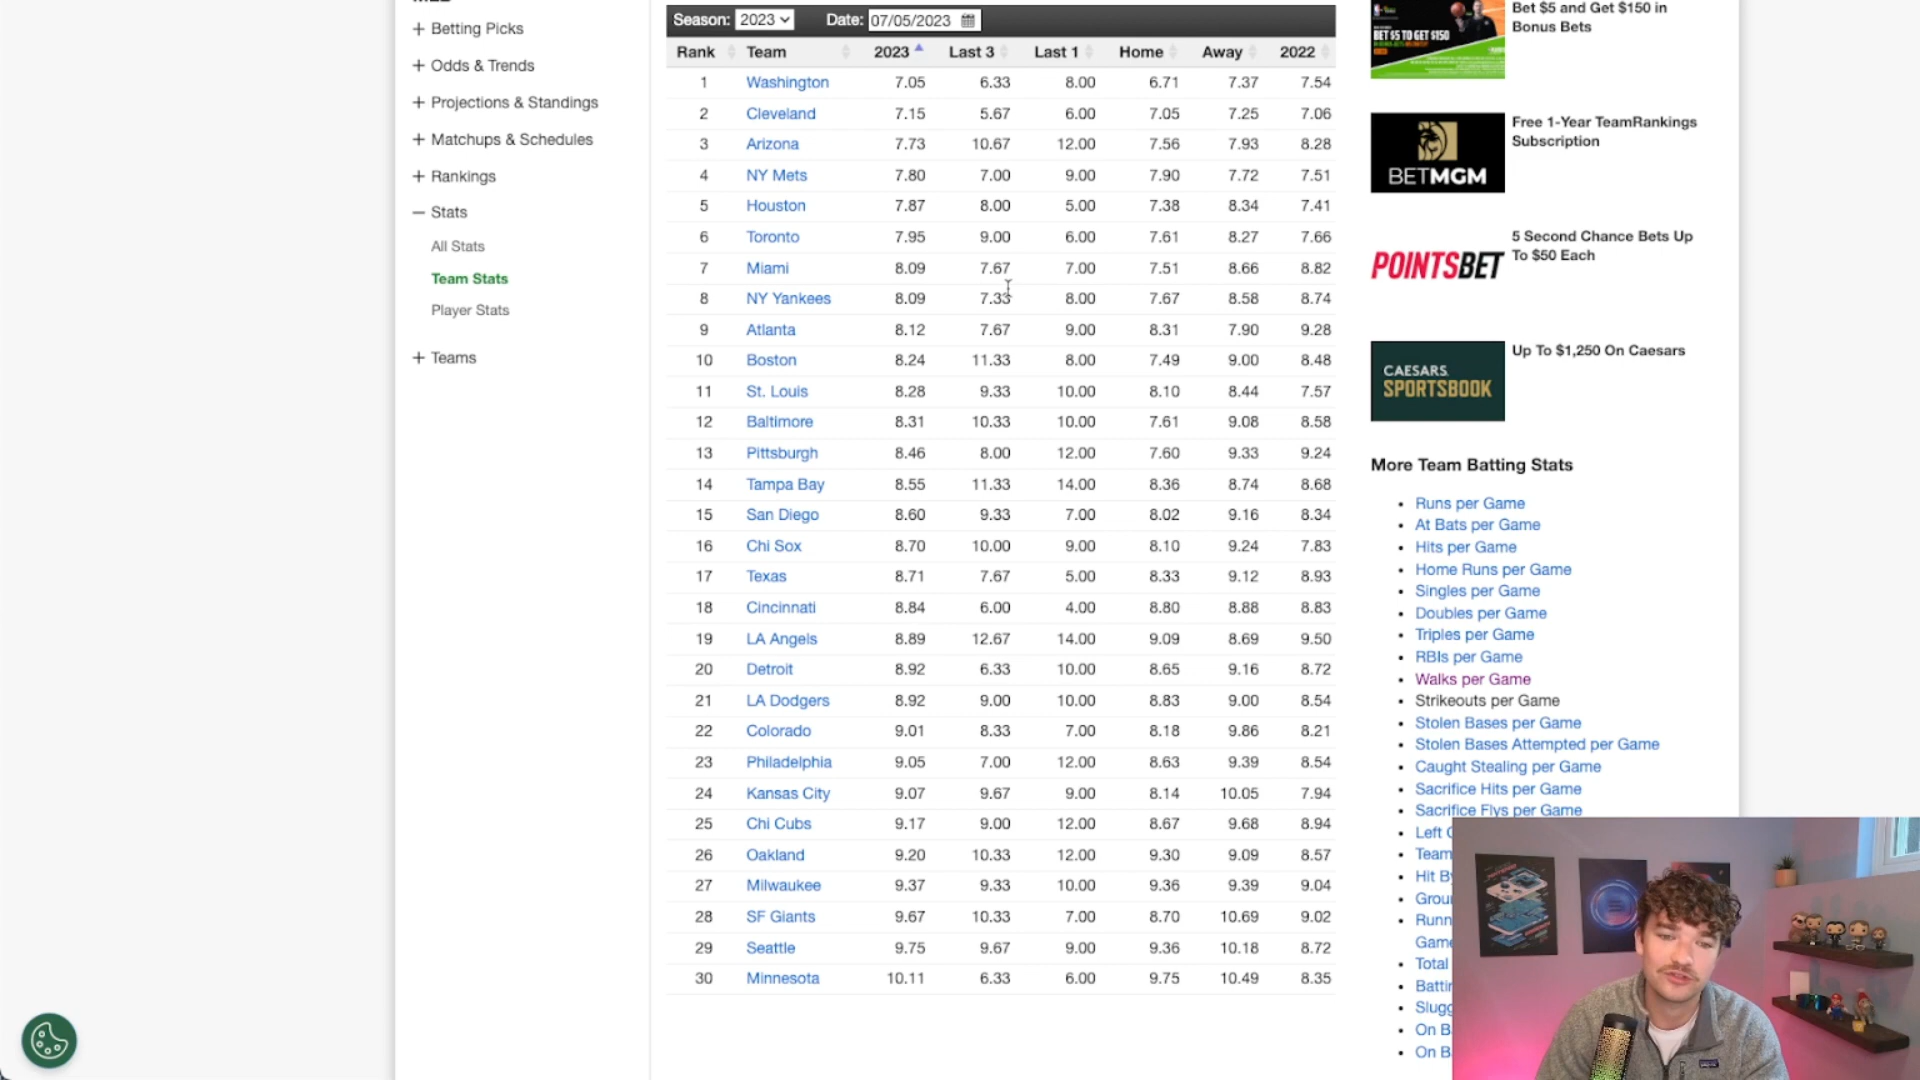 + Betting Picks
+ Odds & Trends
+ Projections & Standings
+ Matchups & Schedules
+ Rankings
— Stats
All Stats
Team Stats
Player Stats
+ Teams
Season: 2023 Date: 07/05/2023
Rank Team 2023 Last 3 Last 1 Home Away 2022
1 Washington 7.05 6.33 8.00 6.71 7.37 7.54
2 Cleveland 7.15 5.67 6.00 7.05 7.25 7.06
3 Arizona 7.73 10.67 12.00 7.56 7.93 8.28
4 NY Mets 7.80 7.00 9.00 7.90 7.72 7.51
5 Houston 7.87 8.00 5.00 7.38 8.34 7.41
6 Toronto 7.95 9.00 6.00 7.61 8.27 7.66
7 Miami 8.09 7.67 7.00 7.51 8.66 8.82
8 NY Yankees 8.09 7.33 8.00 7.67 8.58 8.74
9 Atlanta 8.12 7.67 9.00 8.31 7.90 9.28
10 Boston 8.24 11.33 8.00 7.49 9.00 8.48
11 St. Louis 8.28 9.33 10.00 8.10 8.44 7.57
12 Baltimore 8.31 10.33 10.00 7.61 9.08 8.58
13 Pittsburgh 8.46 8.00 12.00 7.60 9.33 9.24
14 Tampa Bay 8.55 11.33 14.00 8.36 8.74 8.68
15 San Diego 8.60 9.33 7.00 8.02 9.16 8.34
16 Chi Sox 8.70 10.00 9.00 8.10 9.24 7.83
17 Texas 8.71 7.67 5.00 8.33 9.12 8.93
18 Cincinnati 8.84 6.00 4.00 8.80 8.88 8.83
19 LA Angels 8.89 12.67 14.00 9.09 8.69 9.50
20 Detroit 8.92 6.33 10.00 8.65 9.16 8.72
21 LA Dodgers 8.92 9.00 10.00 8.83 9.00 8.54
22 Colorado 9.01 8.33 7.00 8.18 9.86 8.21
23 Philadelphia 9.05 7.00 12.00 8.63 9.39 8.54
24 Kansas City 9.07 9.67 9.00 8.14 10.05 7.94
25 Chi Cubs 9.17 9.00 12.00 8.67 9.68 8.94
26 Oakland 9.20 10.33 12.00 9.30 9.09 8.57
27 Milwaukee 9.37 9.33 10.00 9.36 9.39 9.04
28 SF Giants 9.67 10.33 7.00 8.70 10.69 9.02
29 Seattle 9.75 9.67 9.00 9.36 10.18 8.72
30 Minnesota 10.11 6.33 6.00 9.75 10.49 8.35
BET $5 TO GET $150
Bet $5 and Get $150 in
Bonus Bets
BETMGM
Free 1-Year TeamRankings
Subscription
POINTSBET
5 Second Chance Bets Up
To $50 Each
CAESARS
SPORTSBOOK
Up To $1,250 On Caesars
More Team Batting Stats
• Runs per Game
• At Bats per Game
• Hits per Game
• Home Runs per Game
• Singles per Game
• Doubles per Game
• Triples per Game
• RBIs per Game
• Walks per Game
• Strikeouts per Game
• Stolen Bases per Game
• Stolen Bases Attempted per Game
• Caught Stealing per Game
• Sacrifice Hits per Game
• Sacrifice Flys per Game
• Left
• Team
• Hit B
• Grou
• Runn
Game
• Total
• Battin
• Slugg
• On B
• On B